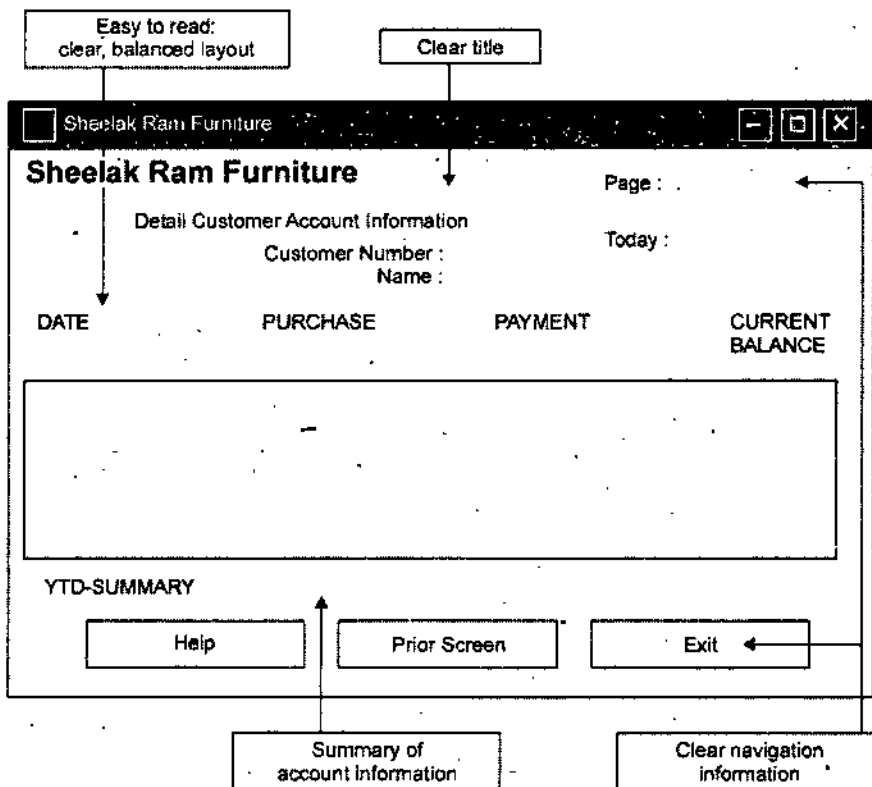 Easy to read:
clear, balanced layout
Clear title
Sheelak Ram Furniture
Sheelak Ram Furniture
Page :
Detail Customer Account Information
Today :
Customer Number :
Name :
DATE PURCHASE PAYMENT CURRENT
BALANCE
YTD-SUMMARY
Help Prior Screen Exit
Summary of
account information
Clear navigation
information